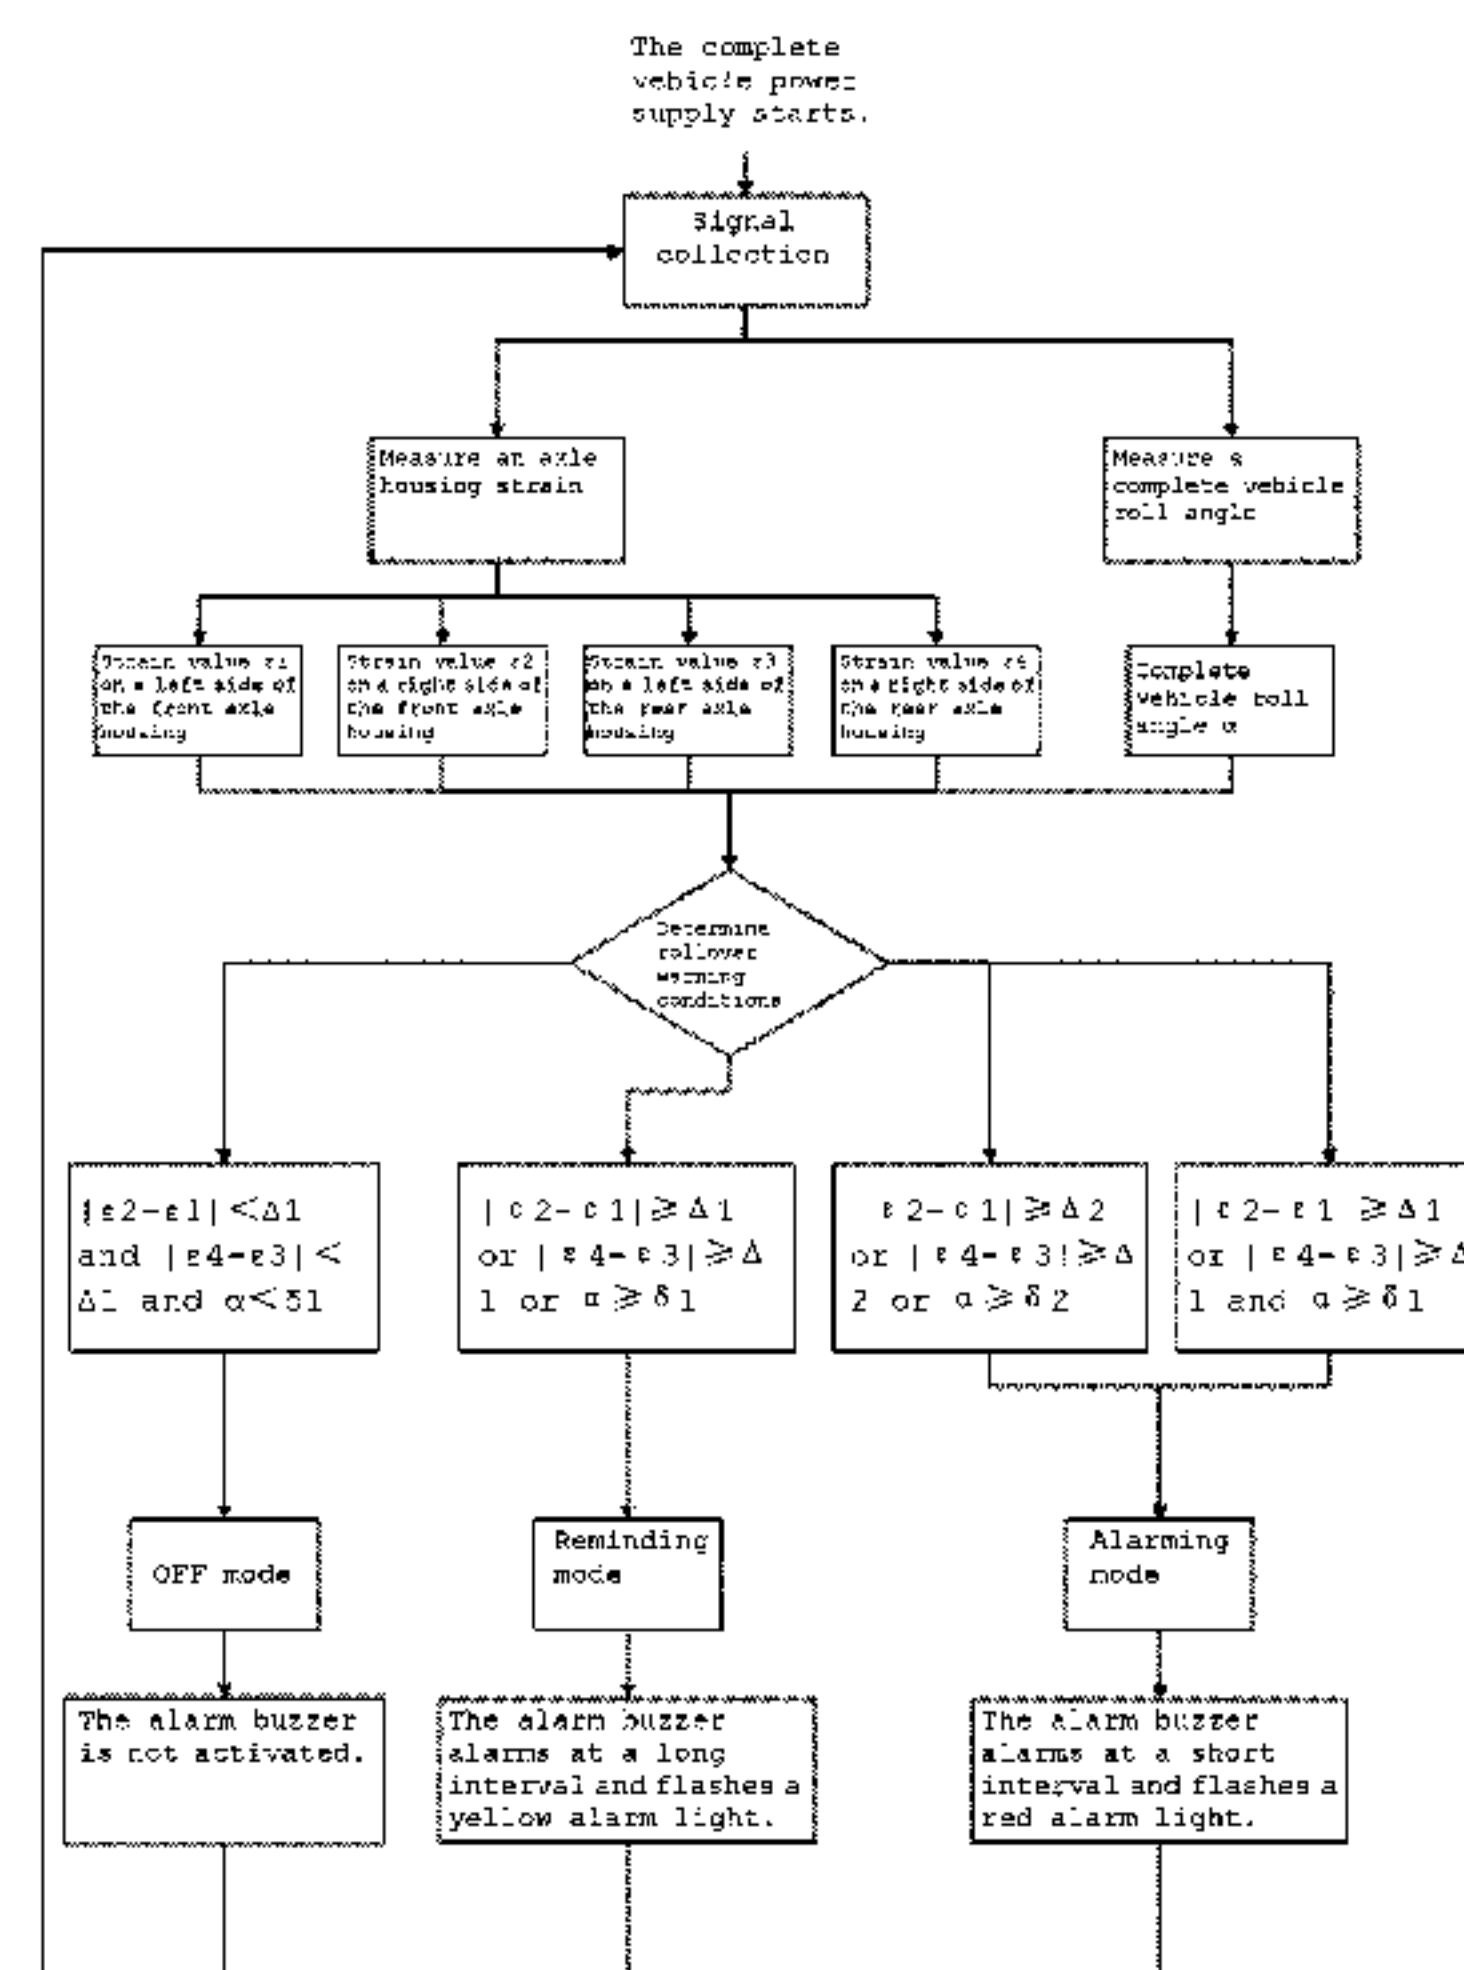 The complete
vehicle power
supply starts.
Signal
collection
Measure an axle
housing strain
Measure a
complete vehicle
roll angle
Strain value ε1
on a left side of
the front axle
housing
Strain value ε2
on a right side of
the front axle
housing
Strain value ε3
on a left side of
the rear axle
housing
Strain value ε4
on a right side of
the rear axle
housing
Complete
vehicle roll
angle α
Determine
rollover
warning
conditions
|ε2-ε1|<Δ1
and |ε4-ε3|<
Δ1 and α<δ1
|ε2-ε1|≥Δ1
or |ε4-ε3|≥Δ
1 or α≥δ1
ε2-ε1|≥Δ2
or |ε4-ε3|≥Δ
2 or α≥δ2
|ε2-ε1 ≥Δ1
or |ε4-ε3|≥Δ
1 and α≥δ1
OFF mode
Reminding
mode
Alarming
mode
The alarm buzzer
is not activated.
The alarm buzzer
alarms at a long
interval and flashes a
yellow alarm light.
The alarm buzzer
alarms at a short
interval and flashes a
red alarm light.